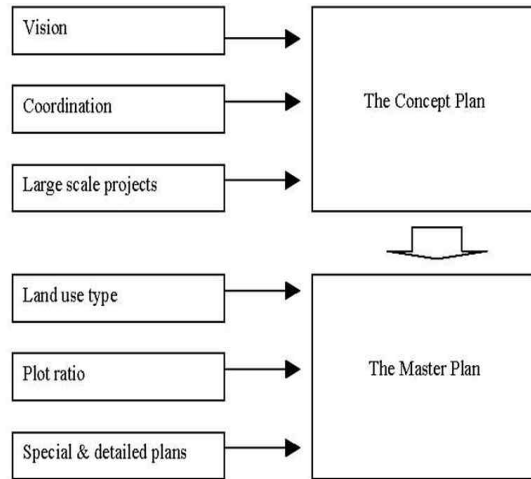 Vision
Coordination
The Concept Plan
Large scale projects
Land use type
Plot ratio
The Master Plan
Special & detailed plans